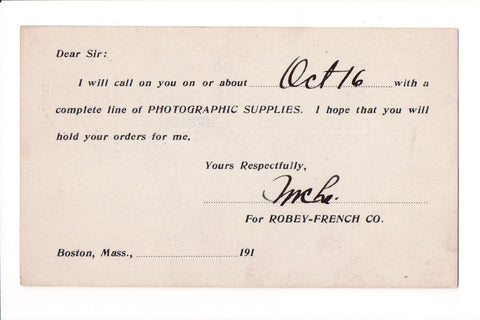 Dear Sir:
I will call on you on or about Oct 16 with a
complete line of PHOTOGRAPHIC SUPPLIES. I hope that you will
hold your orders for me.
Yours Respectfully,
For ROBEY-FRENCH CO.
Boston, Mass., 191